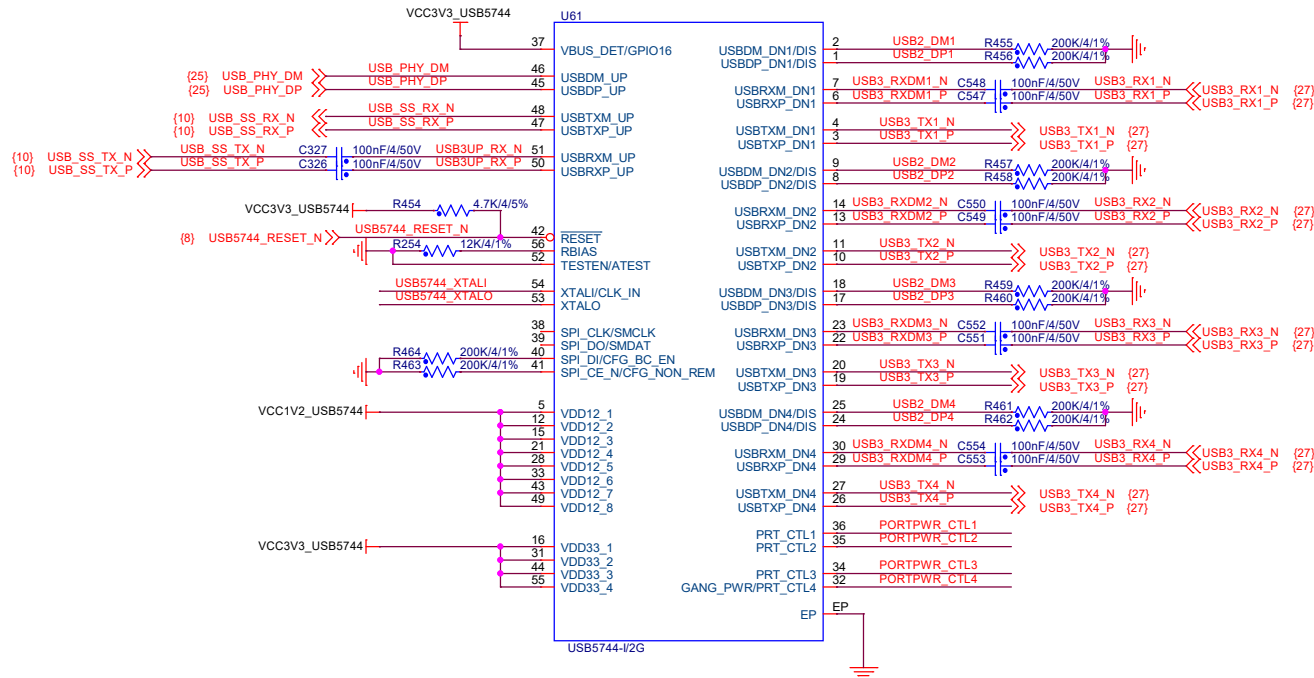 VCC3V3_USB5744
U61
37 VBUS_DET/GPIO16
{25} USB_PHY_DM USB_PHY_DM 46 USBDM_UP
{25} USB_PHY_DP USB_PHY_DP 45 USBDP_UP
{10} USB_SS_RX_N USB_SS_RX_N 48 USBTXM_UP
{10} USB_SS_RX_P USB_SS_RX_P 47 USBTXP_UP
{10} USB_SS_TX_N USB_SS_TX_N C327 100nF/4/50V USB3UP_RX_N 51 USBRXM_UP
{10} USB_SS_TX_P USB_SS_TX_P C326 100nF/4/50V USB3UP_RX_P 50 USBRXP_UP
VCC3V3_USB5744 R454 4.7K/4/5%
{8} USB5744_RESET_N USB5744_RESET_N 42 RESET
R254 12K/4/1% 56 RBIAS
52 TESTEN/ATEST
USB5744_XTALI 54 XTALI/CLK_IN
USB5744_XTALO 53 XTALO
38 SPI_CLK/SMCLK
39 SPI_DO/SMDAT
R464 200K/4/1% 40 SPI_DI/CFG_BC_EN
R463 200K/4/1% 41 SPI_CE_N/CFG_NON_REM
VCC1V2_USB5744 5 VDD12_1
12 VDD12_2
15 VDD12_3
21 VDD12_4
28 VDD12_5
33 VDD12_6
43 VDD12_7
49 VDD12_8
VCC3V3_USB5744 16 VDD33_1
31 VDD33_2
44 VDD33_3
55 VDD33_4
USBDM_DN1/DIS 2 USB2_DM1 R455 200K/4/1%
USBDP_DN1/DIS 1 USB2_DP1 R456 200K/4/1%
USBRXM_DN1 7 USB3_RXDM1_N C548 100nF/4/50V USB3_RX1_N USB3_RX1_N {27}
USBRXP_DN1 6 USB3_RXDM1_P C547 100nF/4/50V USB3_RX1_P USB3_RX1_P {27}
USBTXM_DN1 4 USB3_TX1_N USB3_TX1_N {27}
USBTXP_DN1 3 USB3_TX1_P USB3_TX1_P {27}
USBDM_DN2/DIS 9 USB2_DM2 R457 200K/4/1%
USBDP_DN2/DIS 8 USB2_DP2 R458 200K/4/1%
USBRXM_DN2 14 USB3_RXDM2_N C550 100nF/4/50V USB3_RX2_N USB3_RX2_N {27}
USBRXP_DN2 13 USB3_RXDM2_P C549 100nF/4/50V USB3_RX2_P USB3_RX2_P {27}
USBTXM_DN2 11 USB3_TX2_N USB3_TX2_N {27}
USBTXP_DN2 10 USB3_TX2_P USB3_TX2_P {27}
USBDM_DN3/DIS 18 USB2_DM3 R459 200K/4/1%
USBDP_DN3/DIS 17 USB2_DP3 R460 200K/4/1%
USBRXM_DN3 23 USB3_RXDM3_N C552 100nF/4/50V USB3_RX3_N USB3_RX3_N {27}
USBRXP_DN3 22 USB3_RXDM3_P C551 100nF/4/50V USB3_RX3_P USB3_RX3_P {27}
USBTXM_DN3 20 USB3_TX3_N USB3_TX3_N {27}
USBTXP_DN3 19 USB3_TX3_P USB3_TX3_P {27}
USBDM_DN4/DIS 25 USB2_DM4 R461 200K/4/1%
USBDP_DN4/DIS 24 USB2_DP4 R462 200K/4/1%
USBRXM_DN4 30 USB3_RXDM4_N C554 100nF/4/50V USB3_RX4_N USB3_RX4_N {27}
USBRXP_DN4 29 USB3_RXDM4_P C553 100nF/4/50V USB3_RX4_P USB3_RX4_P {27}
USBTXM_DN4 27 USB3_TX4_N USB3_TX4_N {27}
USBTXP_DN4 26 USB3_TX4_P USB3_TX4_P {27}
PRT_CTL1 36 PORTPWR_CTL1
PRT_CTL2 35 PORTPWR_CTL2
PRT_CTL3 34 PORTPWR_CTL3
GANG_PWR/PRT_CTL4 32 PORTPWR_CTL4
EP EP
USB5744-I/2G